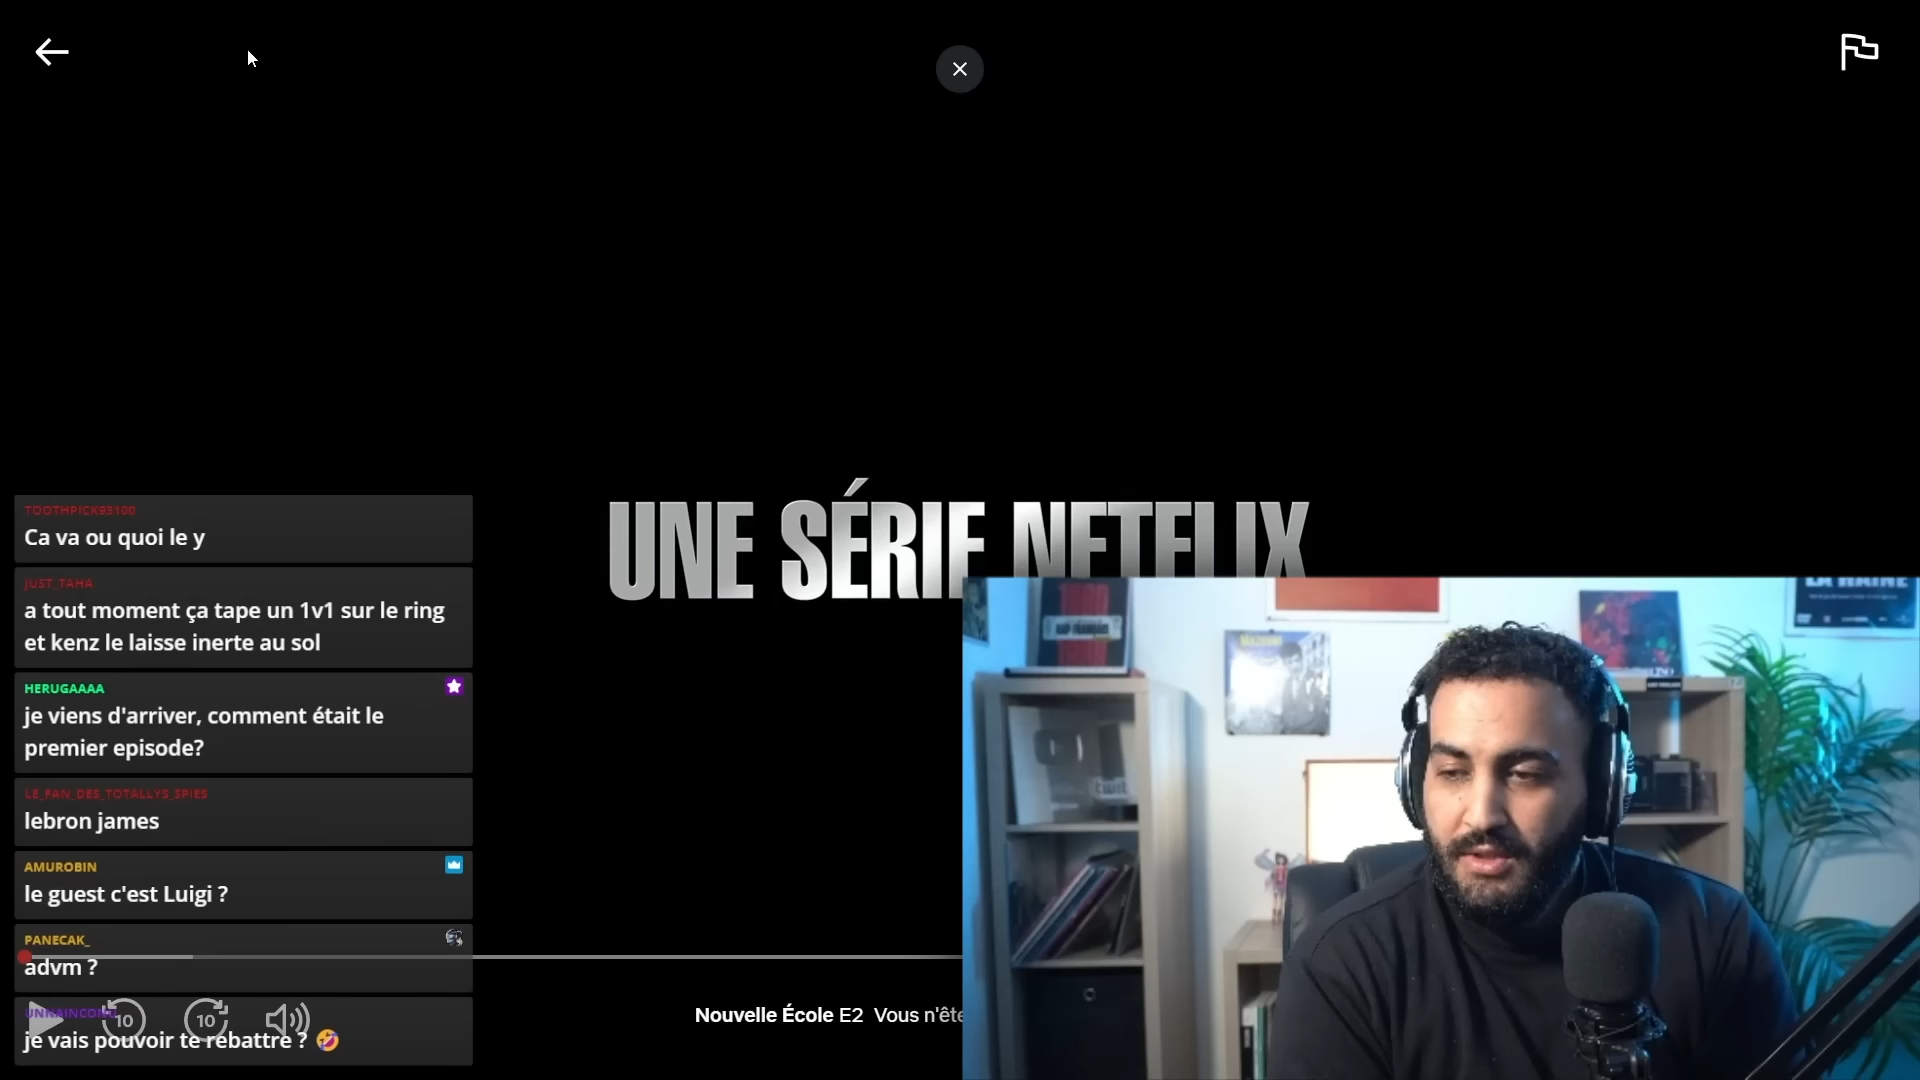 UNE SÉRIE NETFLIX
TOOTHPICK93100
Ca va ou quoi le y
JUST_TAHA
a tout moment ça tape un 1v1 sur le ring
et kenz le laisse inerte au sol
HERUGAAAA
je viens d'arriver, comment était le
premier episode?
LE_FAN_DES_TOTALLYS_SPIES
lebron james
AMUROBIN
le guest c'est Luigi ?
PANECAK_
advm ?
10
10
je vais pouvoir te rebattre ? 🤣
Nouvelle École E2 Vous n'ête
LA HAINE